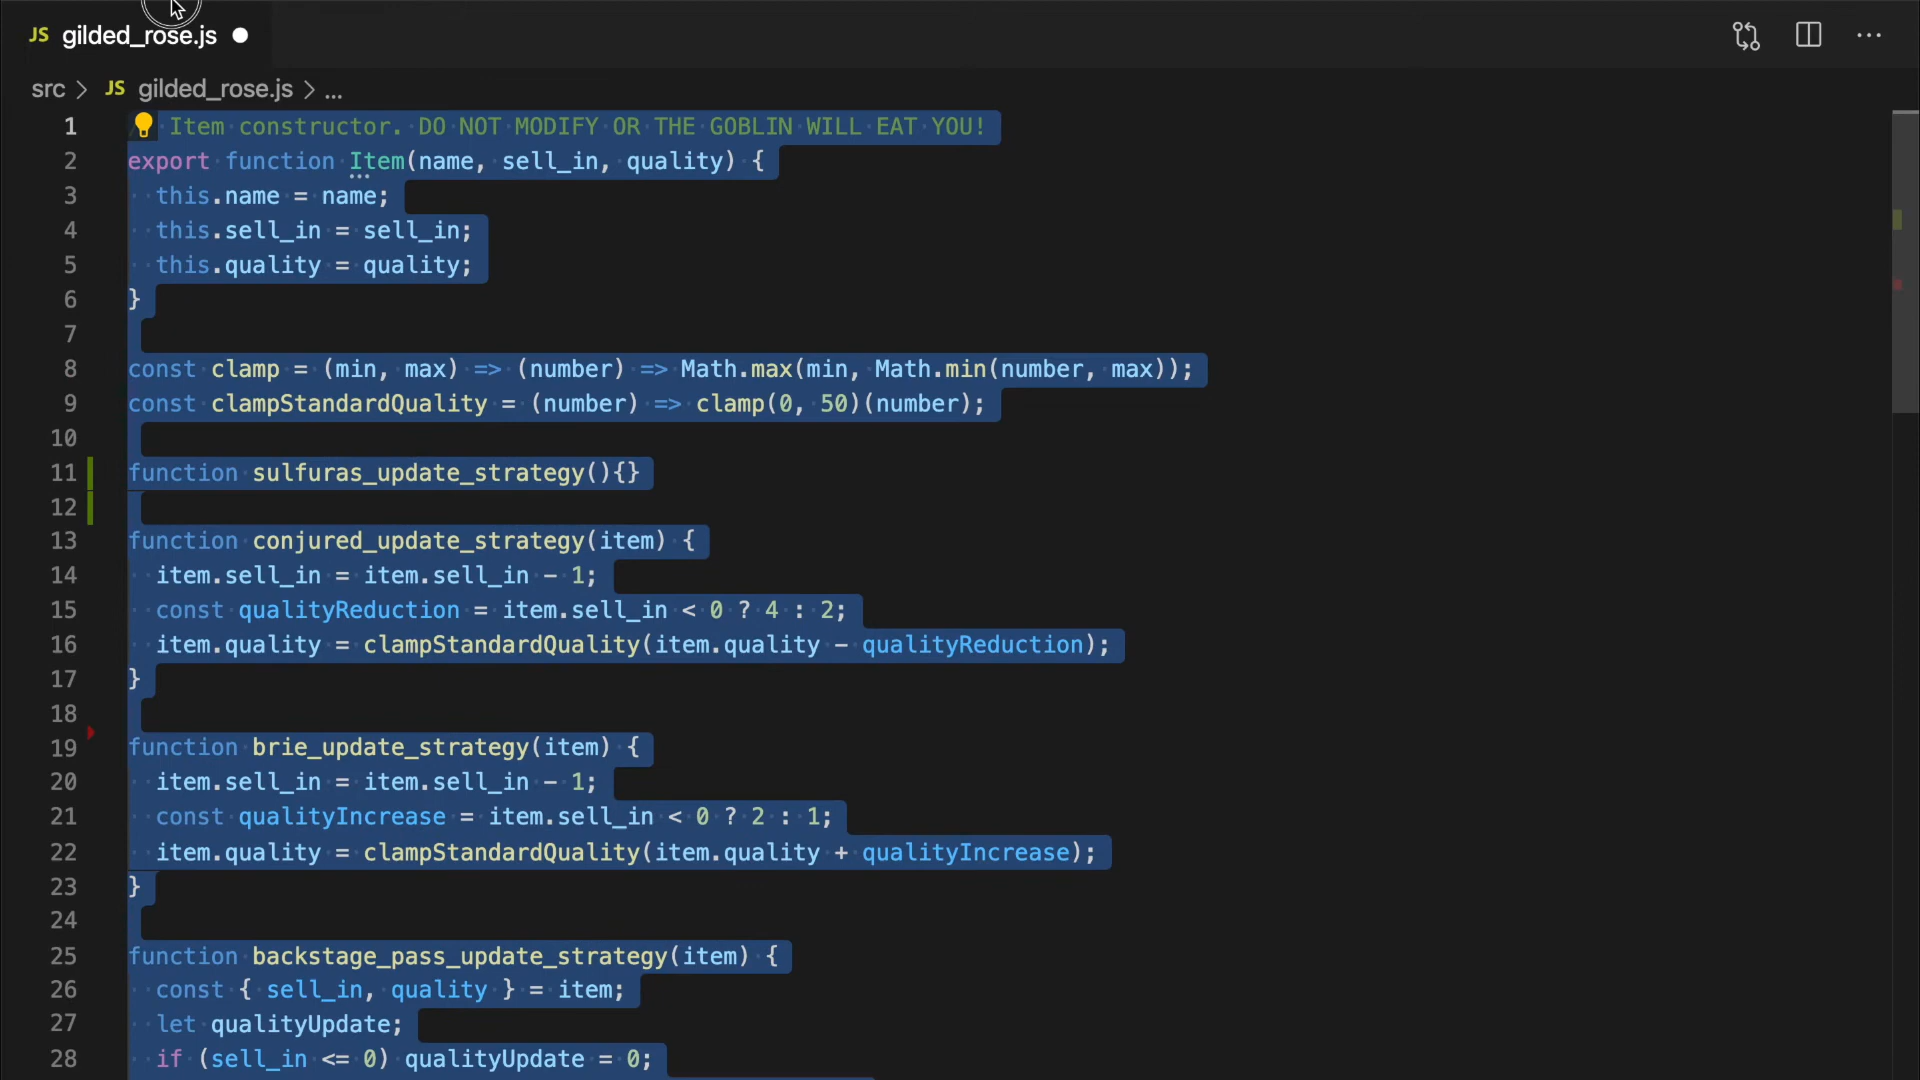 JS gilded_rose.js
src > JS gilded_rose.js > ...
1 Item constructor. DO NOT MODIFY OR THE GOBLIN WILL EAT YOU!
2 export function Item(name, sell_in, quality) {
3 this.name = name;
4 this.sell_in = sell_in;
5 this.quality = quality;
6 }
7
8 const clamp = (min, max) => (number) => Math.max(min, Math.min(number, max));
9 const clampStandardQuality = (number) => clamp(0, 50)(number);
10
11 function sulfuras_update_strategy(){}
12
13 function conjured_update_strategy(item) {
14 item.sell_in = item.sell_in - 1;
15 const qualityReduction = item.sell_in < 0 ? 4 : 2;
16 item.quality = clampStandardQuality(item.quality - qualityReduction);
17 }
18
19 function brie_update_strategy(item) {
20 item.sell_in = item.sell_in - 1;
21 const qualityIncrease = item.sell_in < 0 ? 2 : 1;
22 item.quality = clampStandardQuality(item.quality + qualityIncrease);
23 }
24
25 function backstage_pass_update_strategy(item) {
26 const { sell_in, quality } = item;
27 let qualityUpdate;
28 if (sell_in <= 0) qualityUpdate = 0;